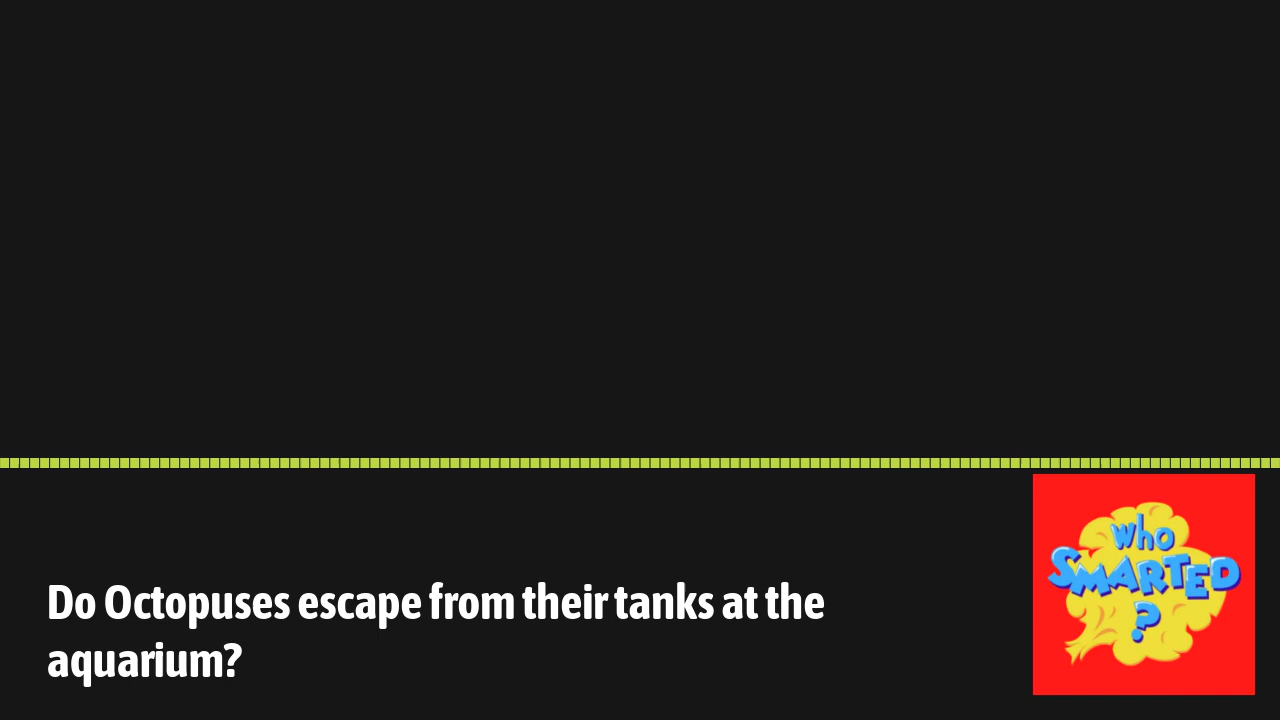 Do Octopuses escape from their tanks at the
aquarium?
who
SMARTED
?